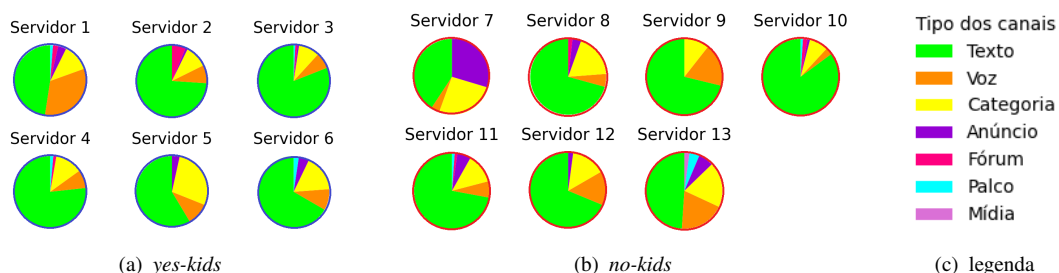 Servidor 1
Servidor 2
Servidor 3
Servidor 4
Servidor 5
Servidor 6
(a) yes-kids
Servidor 7
Servidor 8
Servidor 9
Servidor 10
Servidor 11
Servidor 12
Servidor 13
(b) no-kids
Tipo dos canais
Texto
Voz
Categoria
Anúncio
Fórum
Palco
Mídia
(c) legenda